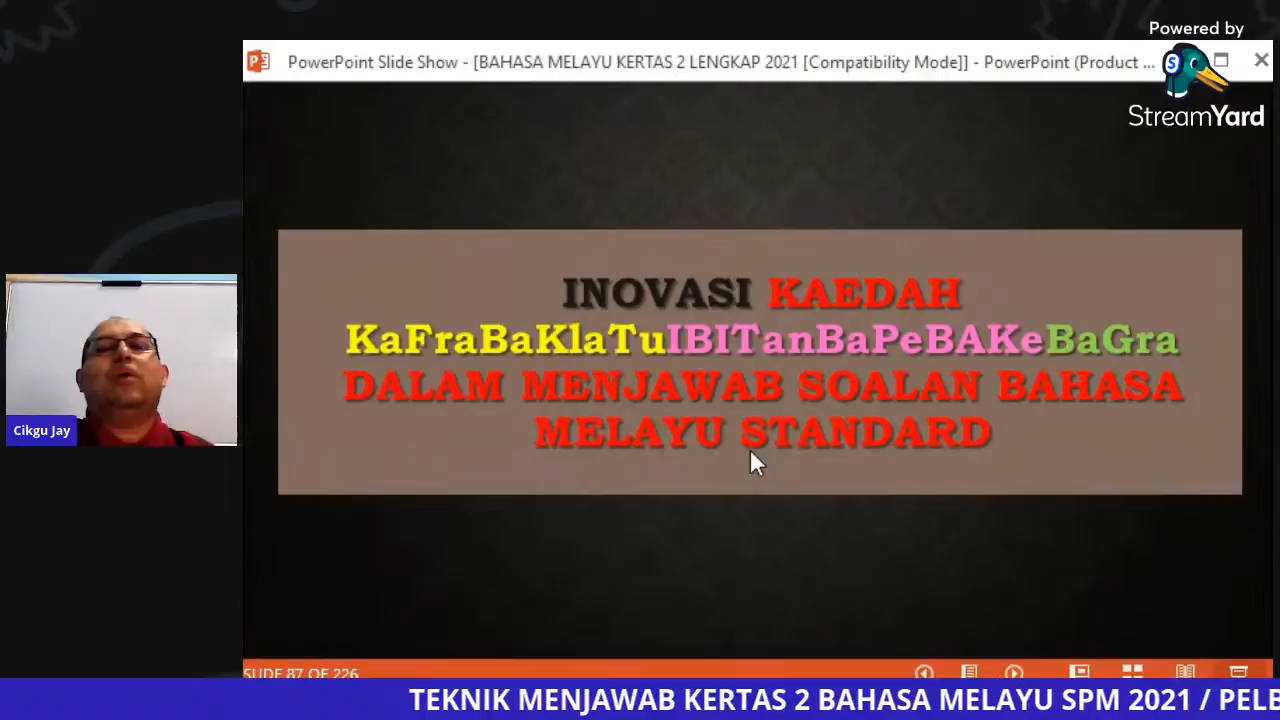 Powered by
PowerPoint Slide Show - [BAHASA MELAYU KERTAS 2 LENGKAP 2021 [Compatibility Mode]] - PowerPoint (Product ...
StreamYard
INOVASI KAEDAH
KaFraBaKlaTuIBITanBaPeBAKeBaGra
DALAM MENJAWAB SOALAN BAHASA
MELAYU STANDARD
Cikgu Jay
SLIDE 87 OF 226
TEKNIK MENJAWAB KERTAS 2 BAHASA MELAYU SPM 2021 / PELE